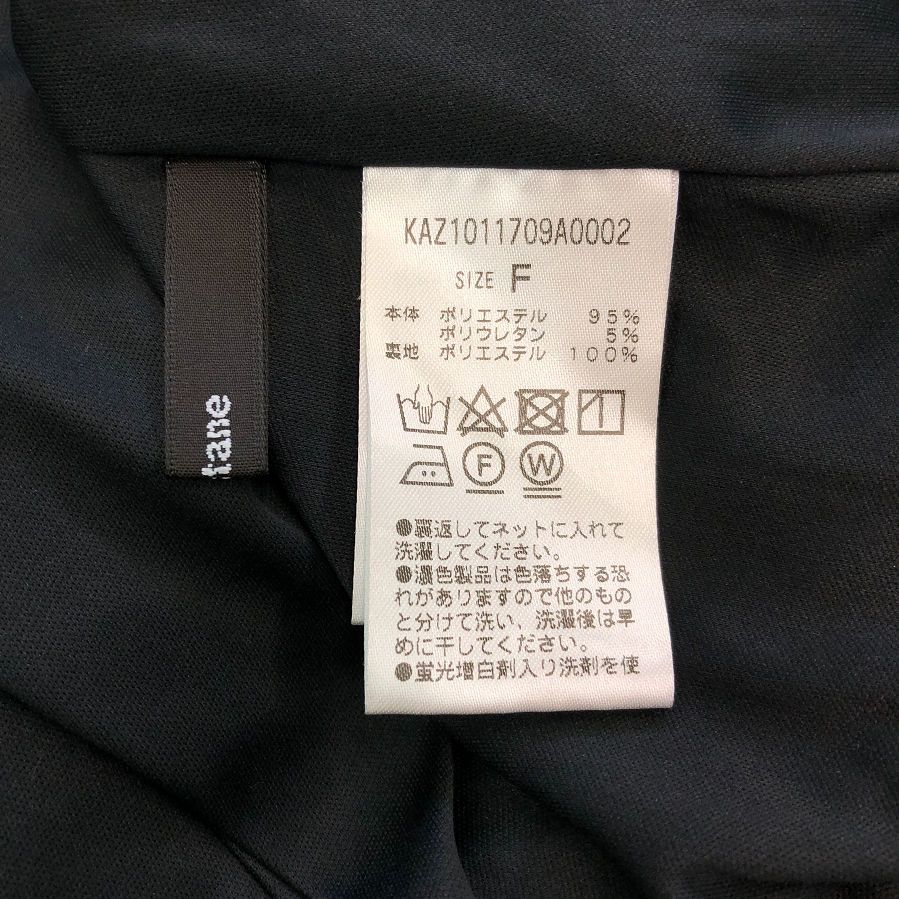 KAZ1011709A0002
SIZE F
本体 ポリエステル 95%
ポリウレタン 5%
裏地 ポリエステル 100%
F W
●裏返してネットに入れて
洗濯してください。
●濃色製品は色落ちする恐
れがありますので他のもの
と分けて洗い、洗濯後は早
めに干してください。
●蛍光増白剤入り洗剤を使
tane